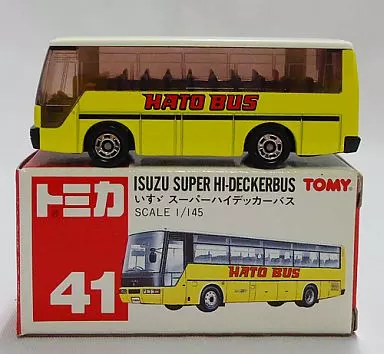 HATO BUS
トミカ
41
ISUZU SUPER HI-DECKERBUS
TOMY.
いすゞ スーパーハイデッカーバス
SCALE 1/145
HATO BUS